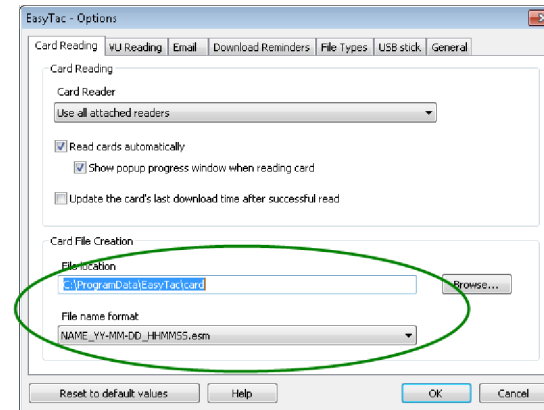 EasyTac - Options
Card Reading VU Reading Email Download Reminders File Types USB stick General
Card Reading
Card Reader
Use all attached readers
Read cards automatically
Show popup progress window when reading card
Update the card's last download time after successful read
Card File Creation
File location
C:\ProgramData\EasyTac\card
Browse...
File name format
NAME_YY-MM-DD_HHMMSS.esm
Reset to default values Help OK Cancel